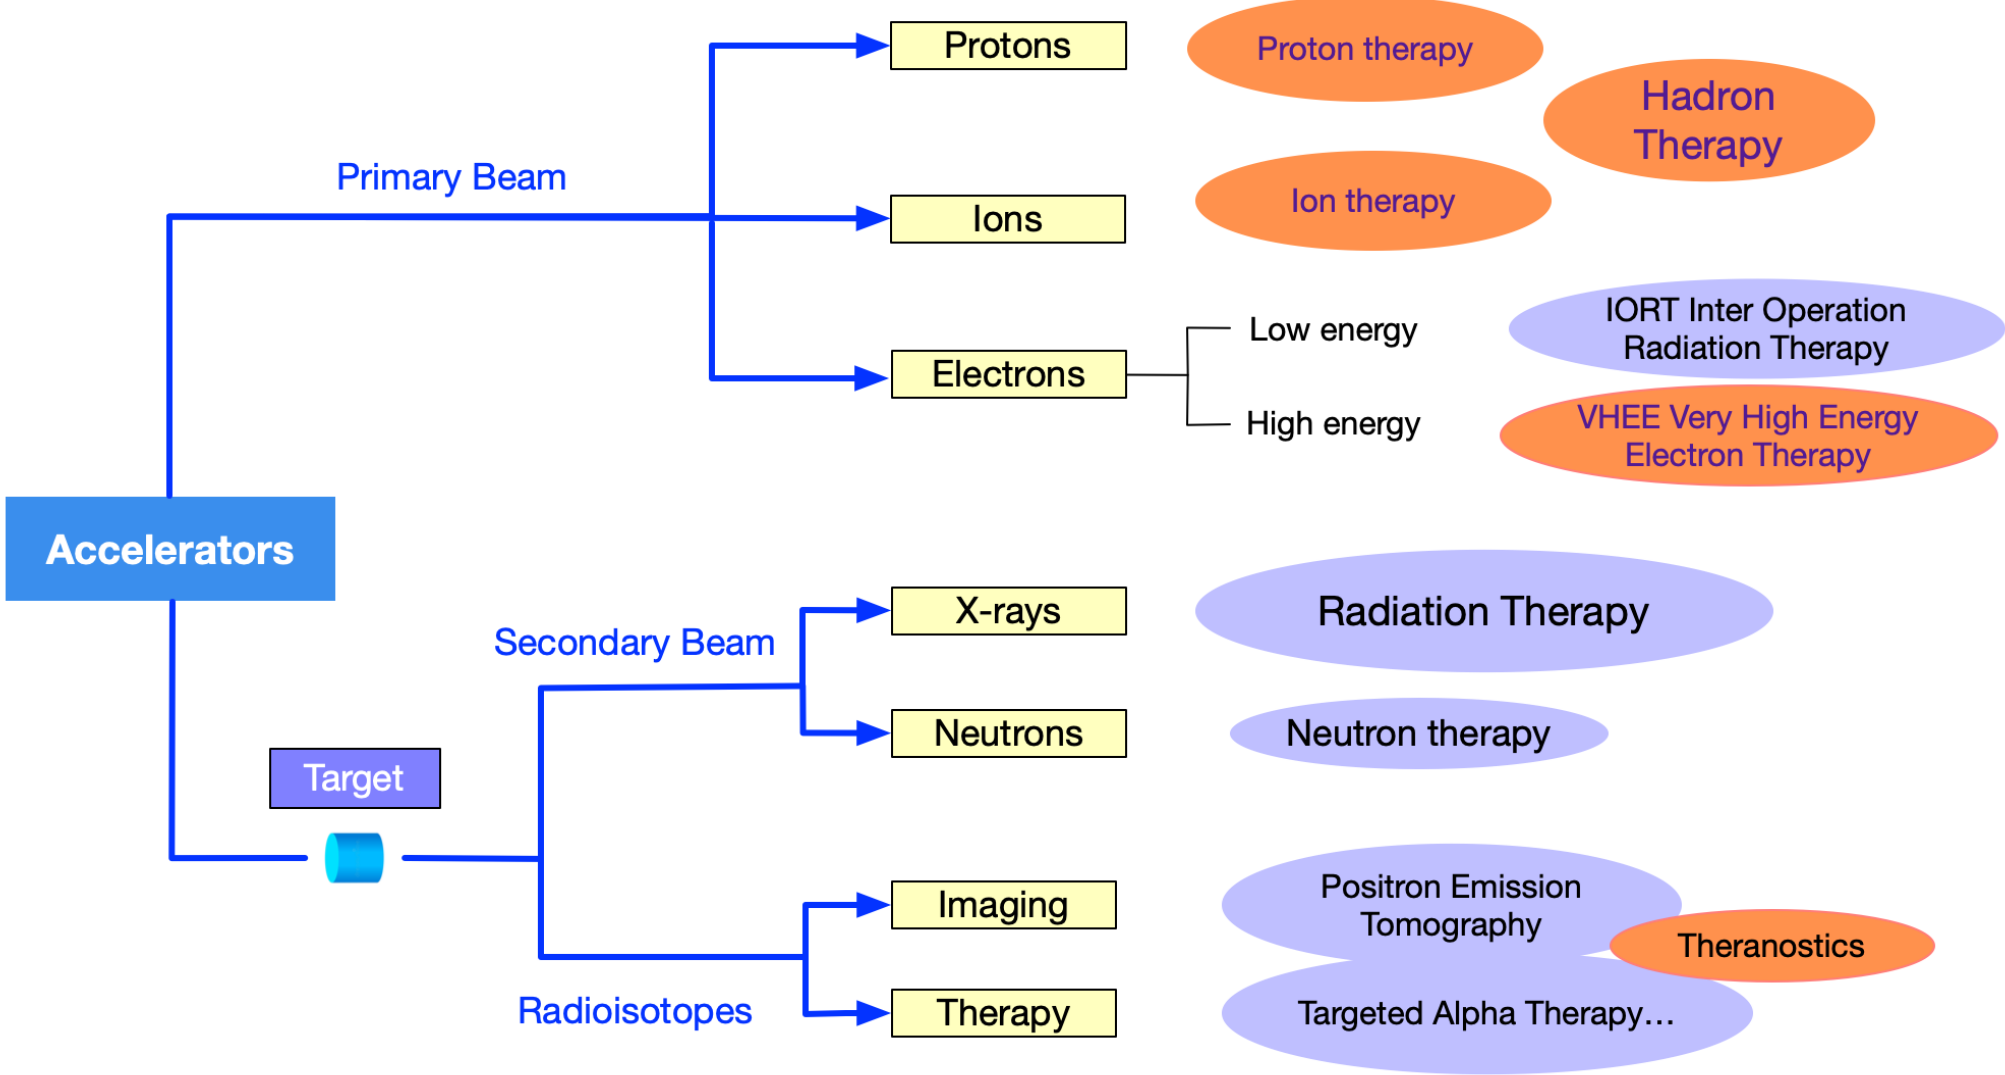 Protons
Proton therapy
Hadron
Therapy
Primary Beam
Ions
Ion therapy
Electrons
Low energy
IORT Inter Operation
Radiation Therapy
High energy
VHEE Very High Energy
Electron Therapy
Accelerators
Secondary Beam
X-rays
Radiation Therapy
Neutrons
Neutron therapy
Target
Imaging
Positron Emission
Tomography
Theranostics
Radioisotopes
Therapy
Targeted Alpha Therapy...